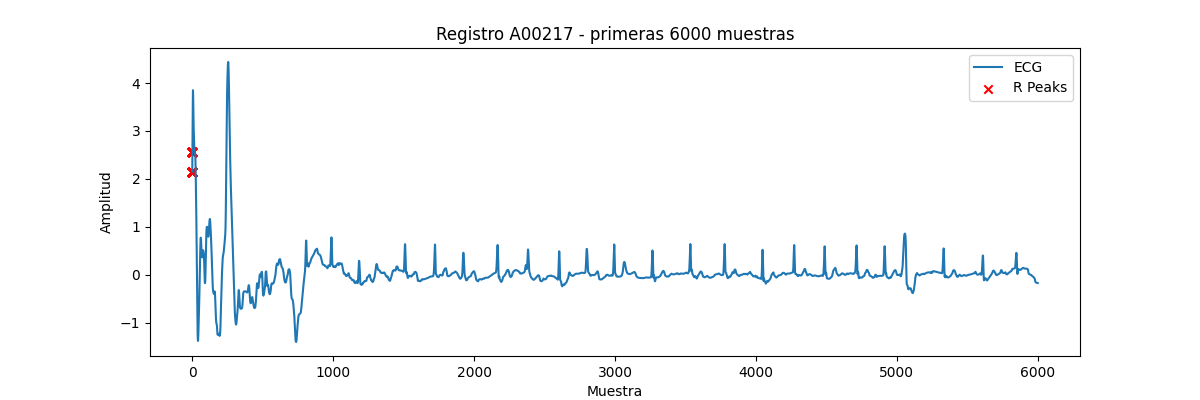 Registro A00217 - primeras 6000 muestras
ECG
R Peaks
Amplitud
4
3
2
1
0
−1
0 1000 2000 3000 4000 5000 6000
Muestra